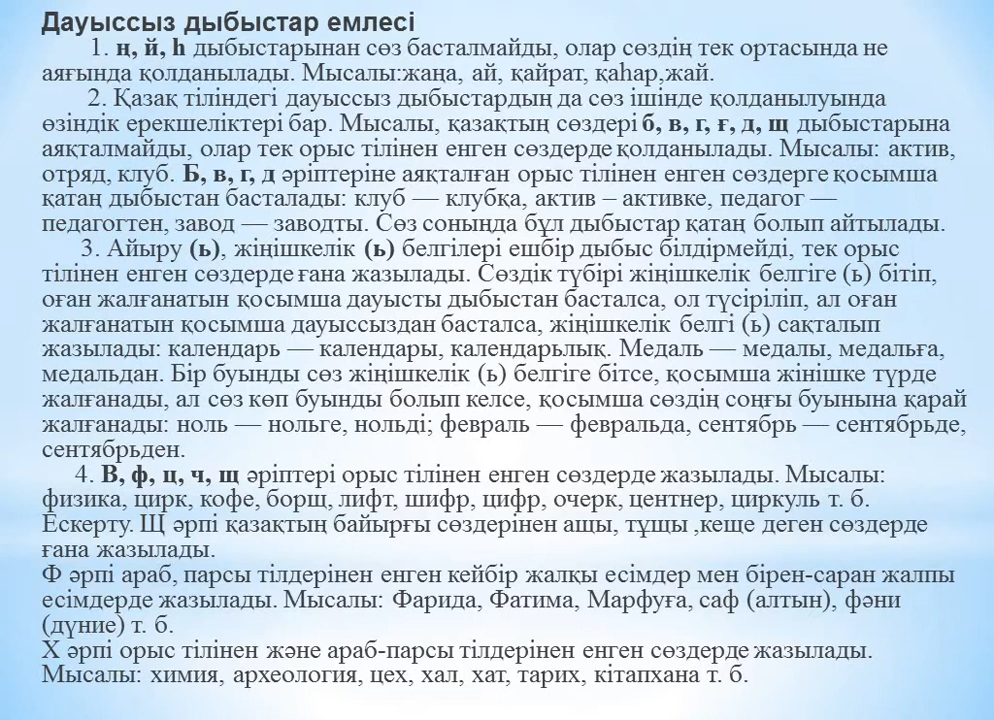 Дауыссыз дыбыстар емлесі
1. ң, й, һ дыбыстарынан сөз басталмайды, олар сөздің тек ортасында не
аяғында қолданылады. Мысалы:жаңа, ай, қайрат, қаһар,жай.
2. Қазақ тіліндегі дауыссыз дыбыстардың да сөз ішінде қолданылуында
өзіндік ерекшеліктері бар. Мысалы, қазақтың сөздері б, в, г, ғ, д, щ дыбыстарына
аяқталмайды, олар тек орыс тілінен енген сөздерде қолданылады. Мысалы: актив,
отряд, клуб. Б, в, г, д әріптеріне аяқталған орыс тілінен енген сөздерге қосымша
қатаң дыбыстан басталады: клуб — клубқа, актив – активке, педагог —
педагогтен, завод — заводты. Сөз соныңда бұл дыбыстар қатаң болып айтылады.
3. Айыру (ь), жіңішкелік (ь) белгілері ешбір дыбыс білдірмейді, тек орыс
тілінен енген сөздерде ғана жазылады. Сөздік түбірі жіңішкелік белгіге (ь) бітіп,
оған жалғанатын қосымша дауысты дыбыстан басталса, ол түсіріліп, ал оған
жалғанатын қосымша дауыссыздан басталса, жіңішкелік белгі (ь) сақталып
жазылады: календарь — календары, календарьлық. Медаль — медалы, медальға,
медальдан. Бір буынды сөз жіңішкелік (ь) белгіге бітсе, қосымша жінішке түрде
жалғанады, ал сөз көп буынды болып келсе, қосымша сөздің соңғы буынына қарай
жалғанады: ноль — нольге, нольді; февраль — февральда, сентябрь — сентябрьде,
сентябрьден.
4. В, ф, ц, ч, щ әріптері орыс тілінен енген сөздерде жазылады. Мысалы:
физика, цирк, кофе, борщ, лифт, шифр, цифр, очерк, центнер, циркуль т. б.
Ескерту. Щ әрпі қазақтың байырғы сөздерінен ащы, тұщы ,кеще деген сөздерде
ғана жазылады.
Ф әрпі араб, парсы тілдерінен енген кейбір жалқы есімдер мен бірен-саран жалпы
есімдерде жазылады. Мысалы: Фарида, Фатима, Марфуға, саф (алтын), фәни
(дүние) т. б.
Х әрпі орыс тілінен және араб-парсы тілдерінен енген сөздерде жазылады.
Мысалы: химия, археология, цех, хал, хат, тарих, кітапхана т. б.